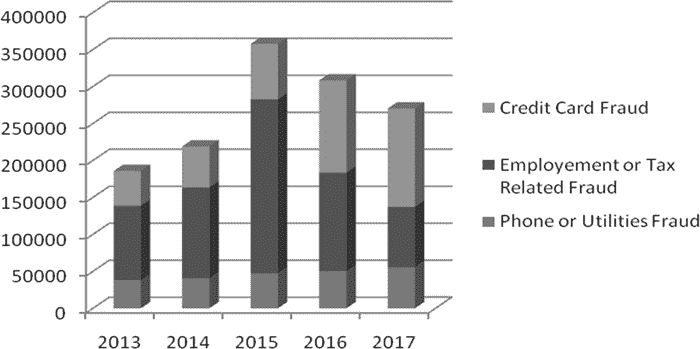 400000
350000
300000
250000
200000
150000
100000
50000
0
2013 2014 2015 2016 2017
Credit Card Fraud
Employement or Tax
Related Fraud
Phone or Utilities Fraud